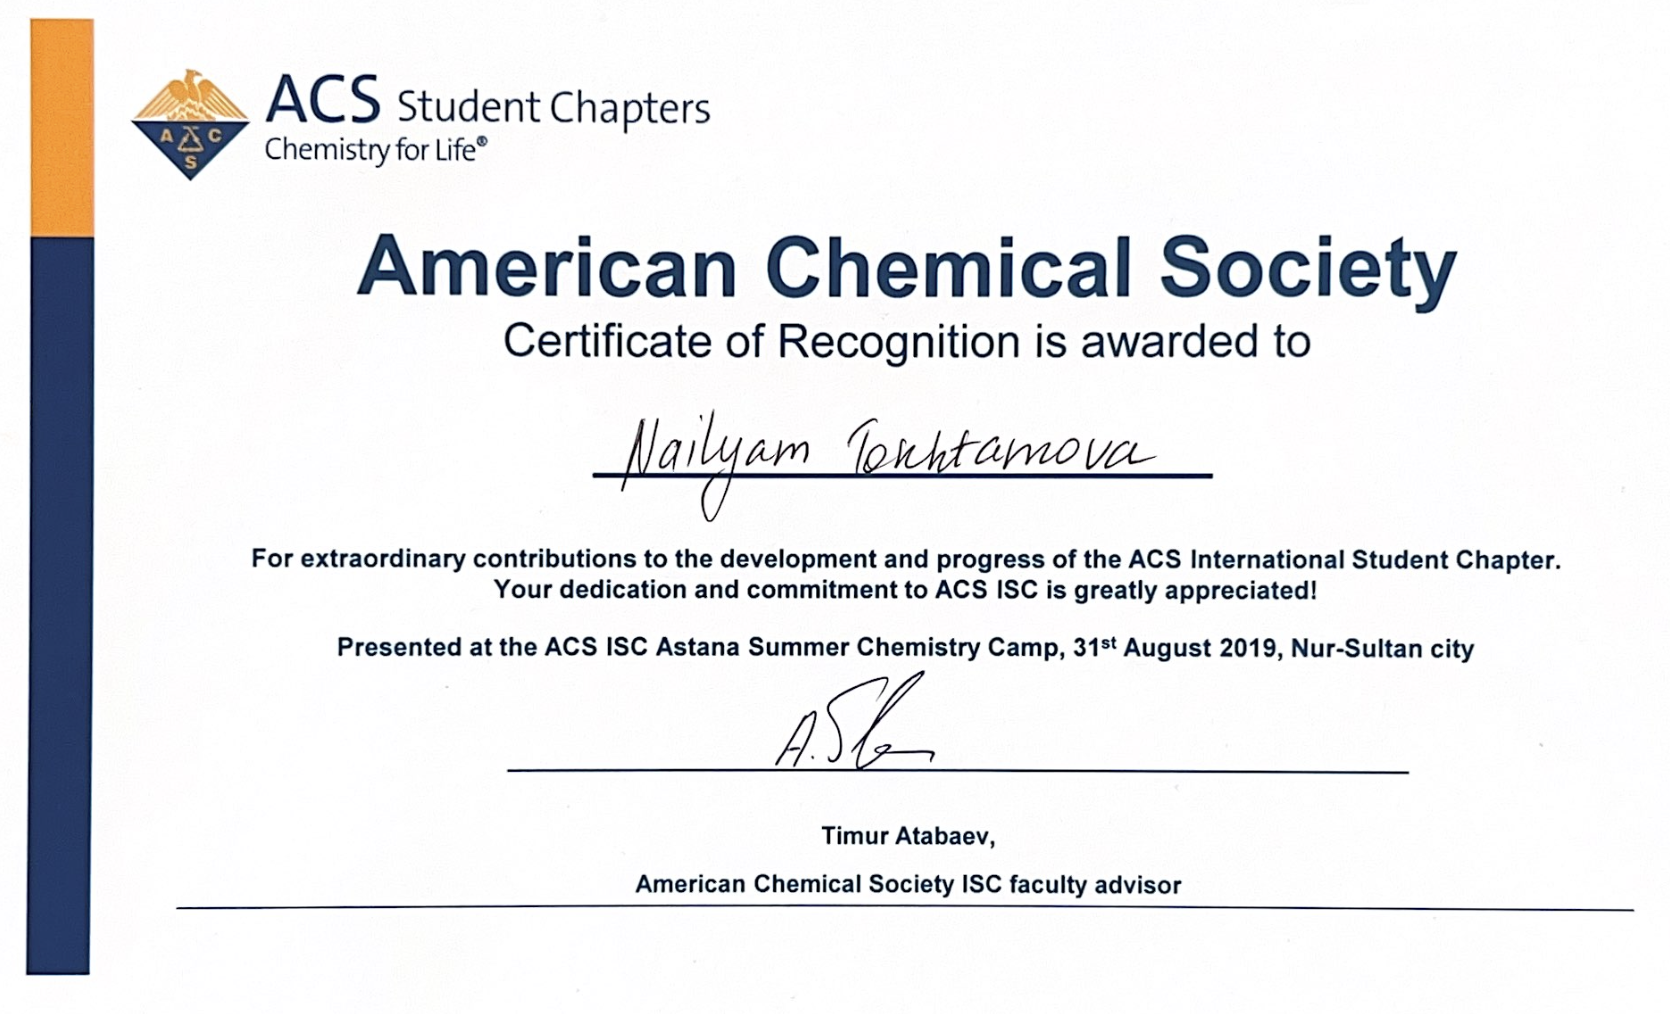 ACS Student Chapters
Chemistry for Life®
A C S
American Chemical Society
Certificate of Recognition is awarded to
Nailyam Tokhtamova
For extraordinary contributions to the development and progress of the ACS International Student Chapter.
Your dedication and commitment to ACS ISC is greatly appreciated!
Presented at the ACS ISC Astana Summer Chemistry Camp, 31st August 2019, Nur-Sultan city
Timur Atabaev,
American Chemical Society ISC faculty advisor